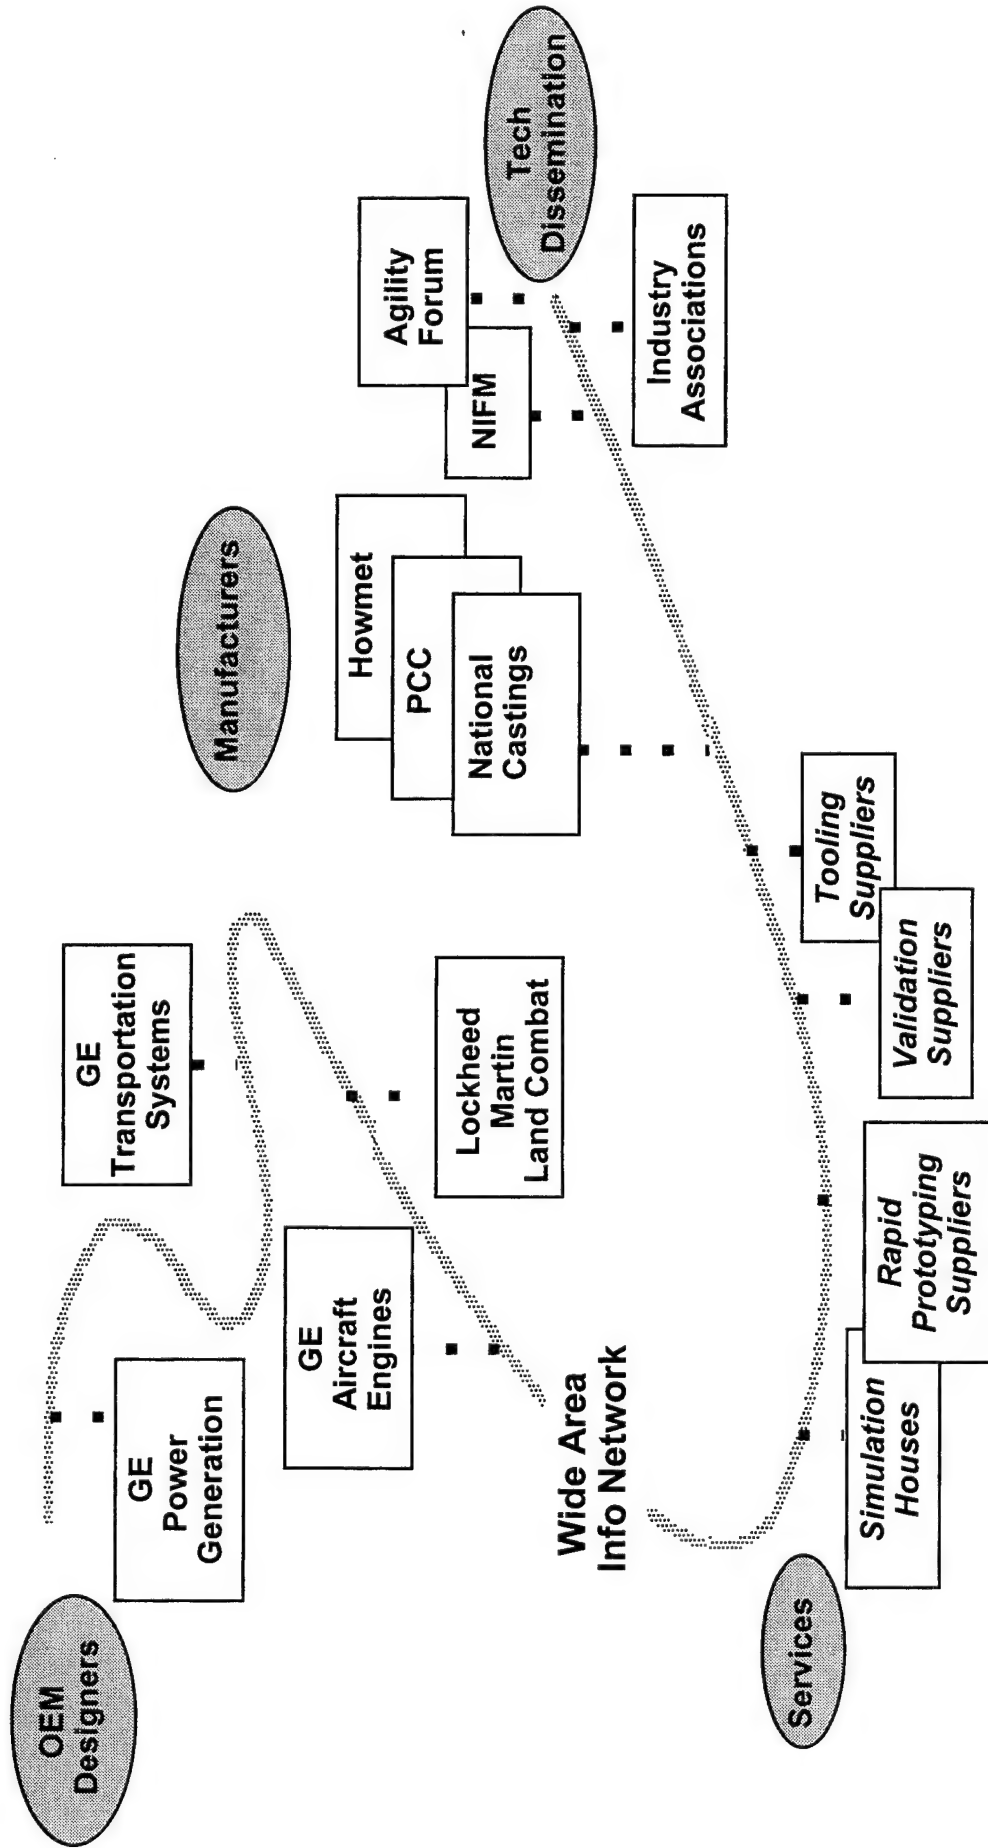 OEM
Designers
GE
Power
Generation
GE
Transportation
Systems
GE
Aircraft
Engines
Lockheed
Martin
Land Combat
Wide Area
Info Network
Manufacturers
Howmet
PCC
National
Castings
Agility
Forum
NIFM
Tech
Dissemination
Industry
Associations
Services
Simulation
Houses
Rapid
Prototyping
Suppliers
Validation
Suppliers
Tooling
Suppliers